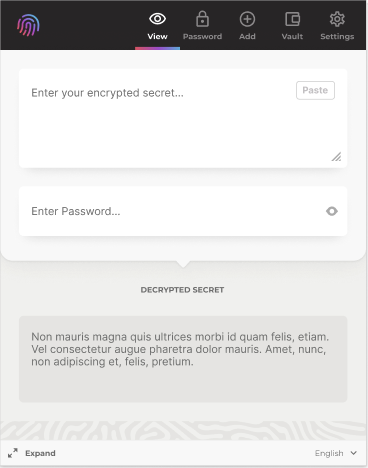 View
Password
Add
Vault
Settings
Enter your encrypted secret...
Paste
Enter Password...
DECRYPTED SECRET
Non mauris magna quis ultrices morbi id quam felis, etiam.
Vel consectetur augue pharetra dolor mauris. Amet, nunc,
non adipiscing et, felis, pretium.
Expand
English